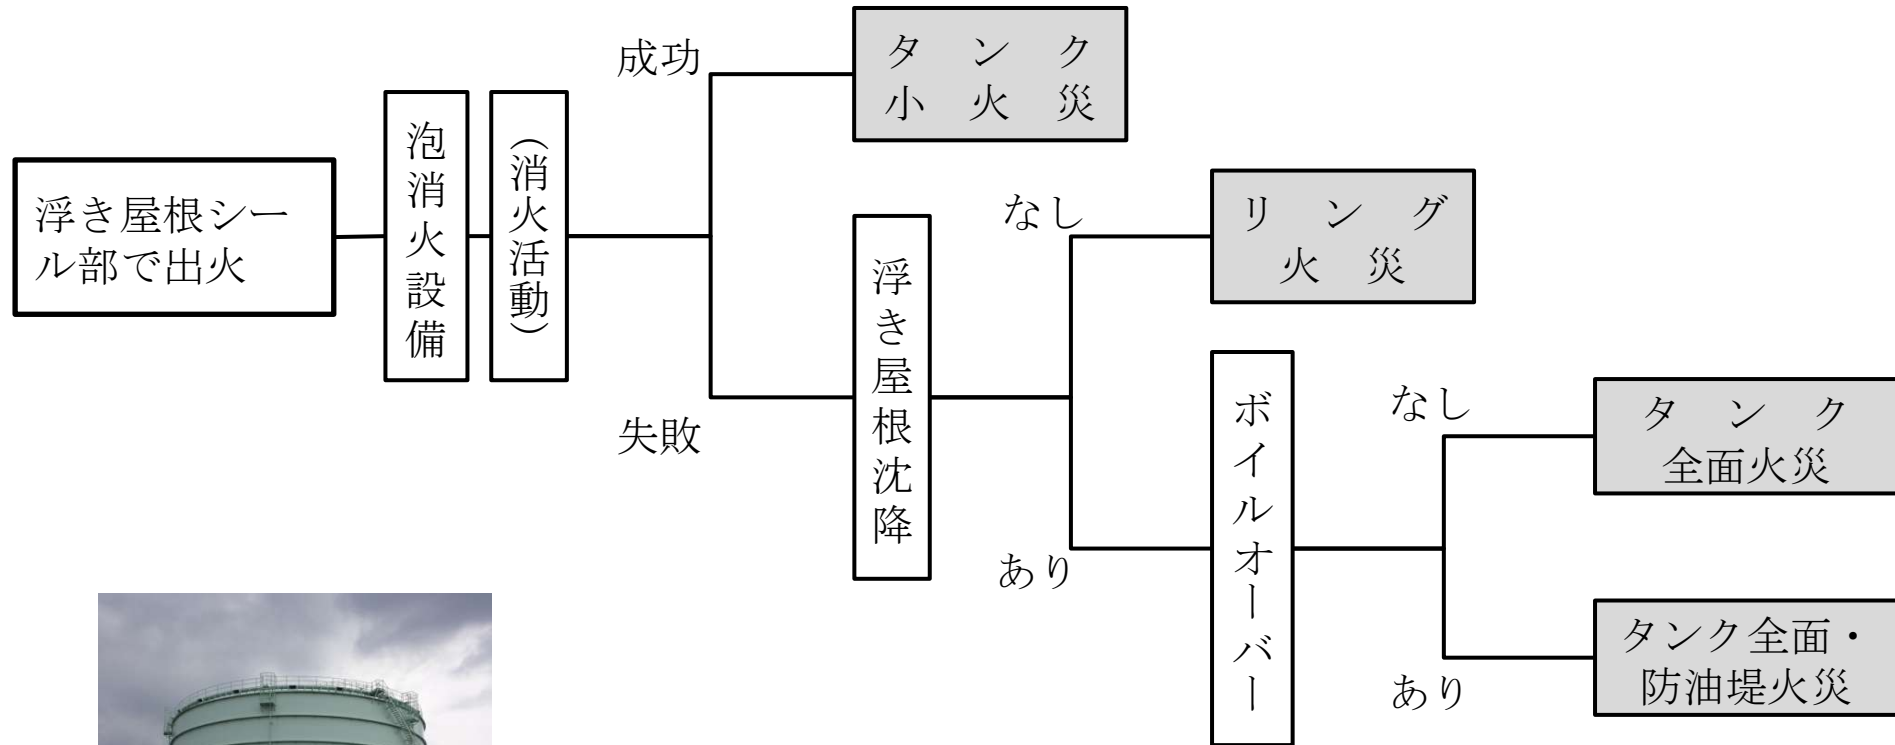 浮き屋根シー
ル部で出火
泡消火設備
(消火活動)
成功
失敗
タンク
小火災
浮き屋根沈降
なし
あり
リング
火災
ボイルオーバー
なし
あり
タンク
全面火災
タンク全面・
防油堤火災